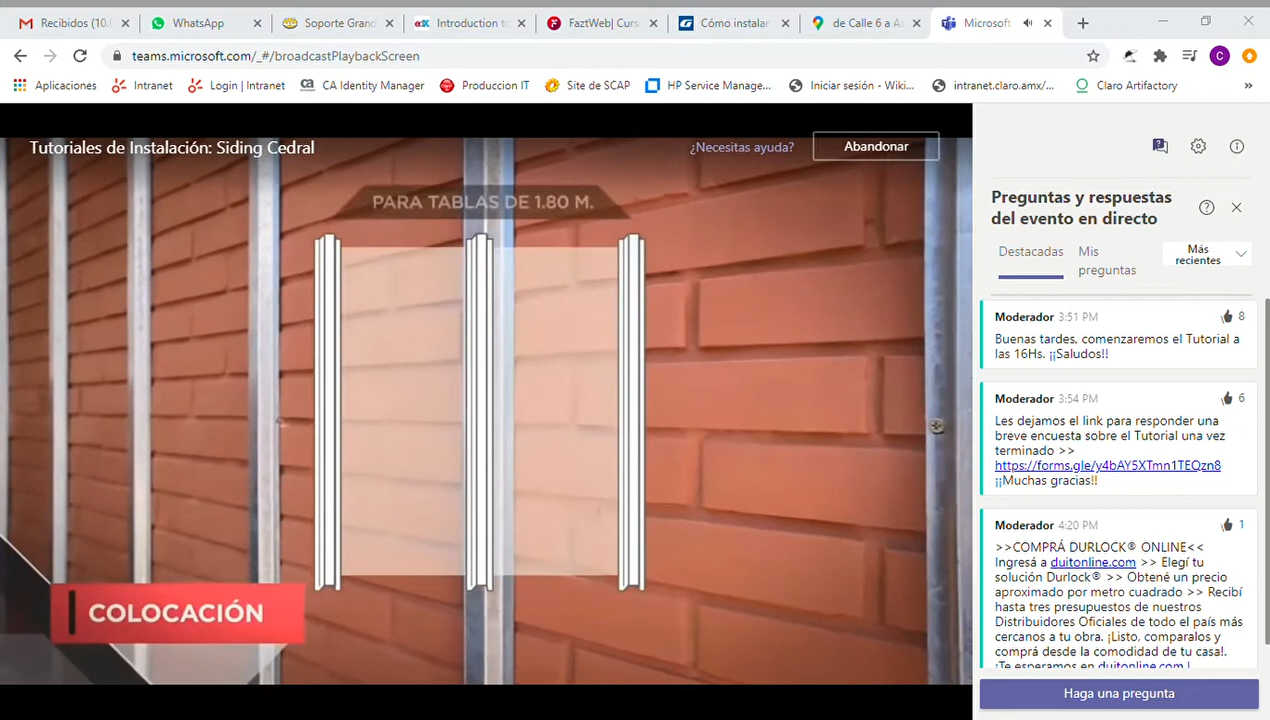 Recibidos (10.
WhatsApp
Soporte Grand
Introduction to
FaztWeb| Curs
Cómo instalar
de Calle 6 a A
Microsoft
teams.microsoft.com/_#/broadcastPlaybackScreen
C
Aplicaciones
Intranet
Login | Intranet
ca
CA Identity Manager
Produccion IT
Site de SCAP
HP Service Manage...
Iniciar sesión - Wiki...
intranet.claro.amx/...
Claro Artifactory
»
Tutoriales de Instalación: Siding Cedral
¿Necesitas ayuda?
Abandonar
PARA TABLAS DE 1.80 M.
COLOCACIÓN
Preguntas y respuestas
del evento en directo
Destacadas
Mis
preguntas
Más
recientes
Moderador 3:51 PM 8
Buenas tardes, comenzaremos el Tutorial a
las 16Hs. ¡¡Saludos!!
Moderador 3:54 PM 6
Les dejamos el link para responder una
breve encuesta sobre el Tutorial una vez
terminado >>
https://forms.gle/y4bAY5XTmn1TEQzn8
¡¡Muchas gracias!!
Moderador 4:20 PM 1
>>COMPRÁ DURLOCK® ONLINE<<
Ingresá a duitonline.com >> Elegí tu
solución Durlock® >> Obtené un precio
aproximado por metro cuadrado >> Recibí
hasta tres presupuestos de nuestros
Distribuidores Oficiales de todo el país más
cercanos a tu obra. ¡Listo, comparalos y
comprá desde la comodidad de tu casa!.
¡Te esperamos en duitonline.com |
Haga una pregunta